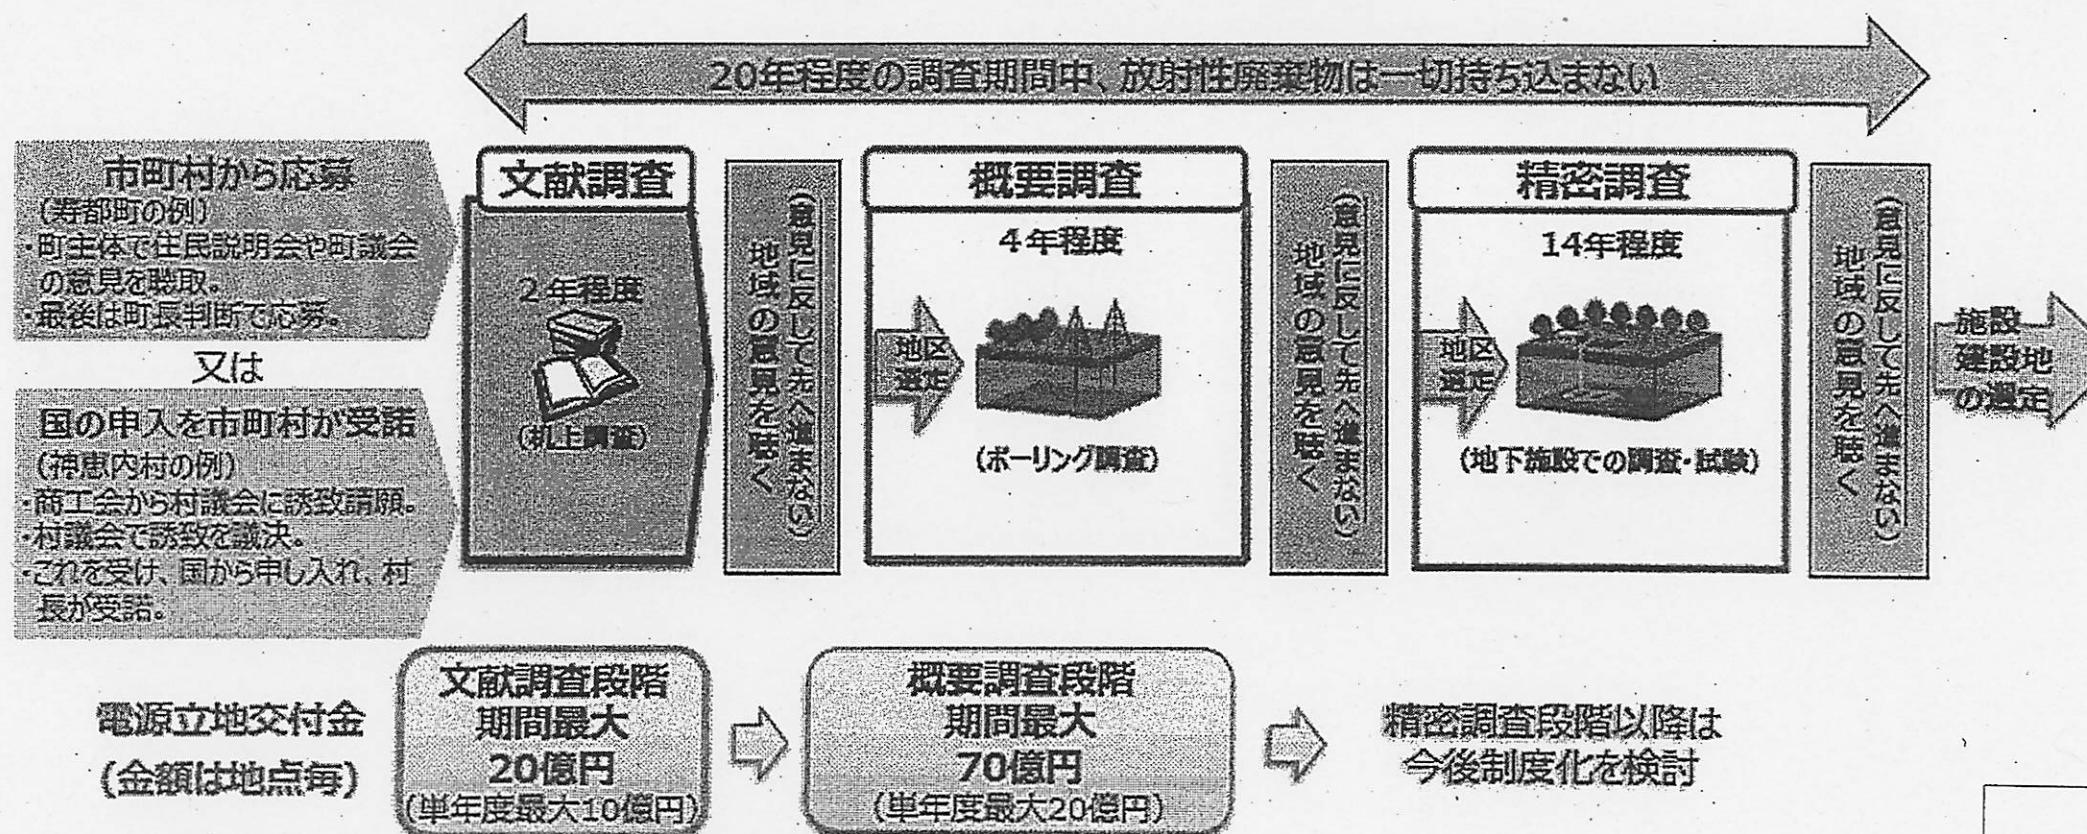 20年程度の調査期間中、放射性廃棄物は一切持ち込まない
市町村から応募
(寿都町の例)
・町主体で住民説明会や町議会
の意見を聴取。
・最後は町長判断で応募。
又は
国の申入を市町村が受諾
(神恵内村の例)
・商工会から村議会に誘致請願。
・村議会で誘致を議決。
・これを受け、国から申し入れ、村
長が受諾。
文献調査
2年程度
(机上調査)
(意見に反して先へ進まない)
地域の意見を聴く
概要調査
4年程度
地区
選定
(ボーリング調査)
(意見に反して先へ進まない)
地域の意見を聴く
精密調査
14年程度
地区
選定
(地下施設での調査・試験)
(意見に反して先へ進まない)
地域の意見を聴く
施設
建設地
の選定
電源立地交付金
(金額は地点毎)
文献調査段階
期間最大
20億円
(単年度最大10億円)
概要調査段階
期間最大
70億円
(単年度最大20億円)
精密調査段階以降は
今後制度化を検討